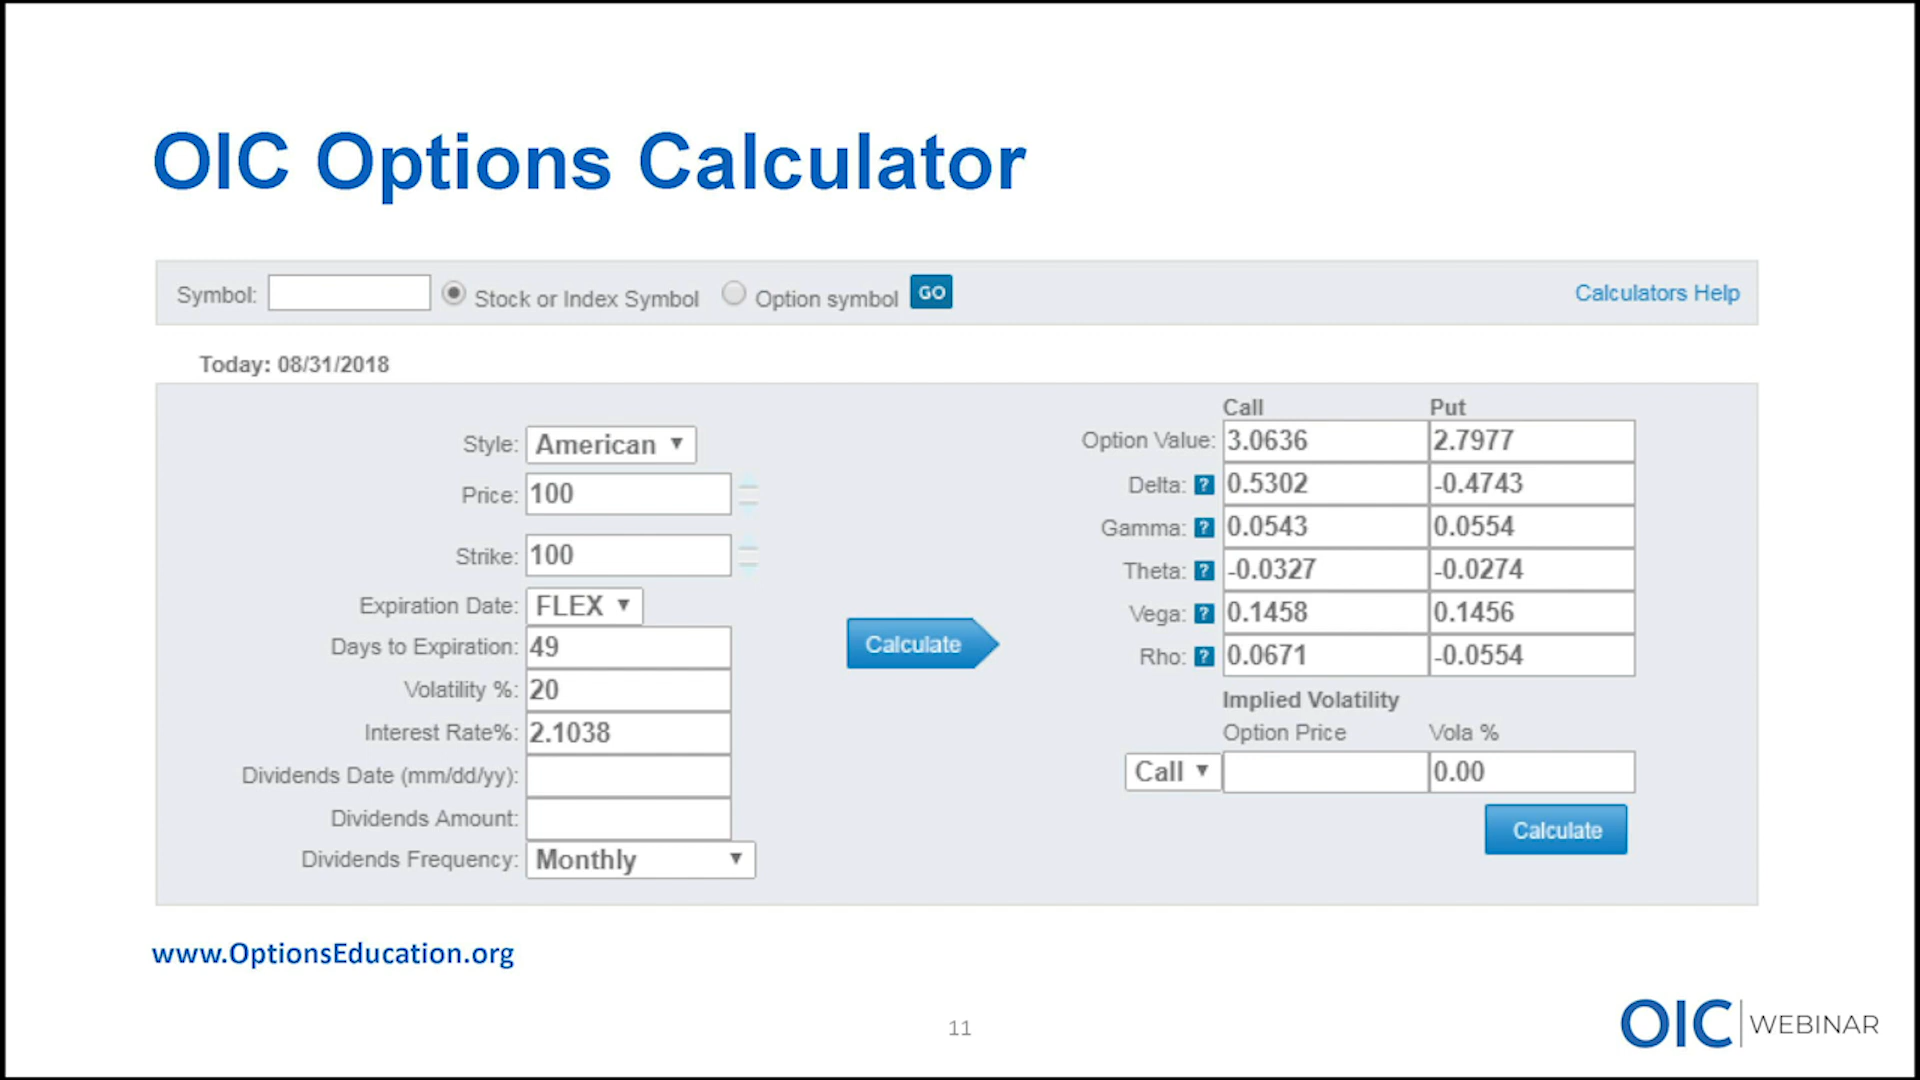 OIC Options Calculator
Symbol: Stock or Index Symbol Option symbol GO Calculators Help
Today: 08/31/2018
Call Put
Style: American Option Value: 3.0636 2.7977
Price: 100 Delta: ? 0.5302 -0.4743
Gamma: ? 0.0543 0.0554
Strike: 100 Theta: ? -0.0327 -0.0274
Expiration Date: FLEX Vega: ? 0.1458 0.1456
Days to Expiration: 49 Calculate Rho: ? 0.0671 -0.0554
Volatility %: 20 Implied Volatility
Interest Rate%: 2.1038 Option Price Vola %
Dividends Date (mm/dd/yy): Call 0.00
Dividends Amount: Calculate
Dividends Frequency: Monthly
www.OptionsEducation.org
11
OIC WEBINAR